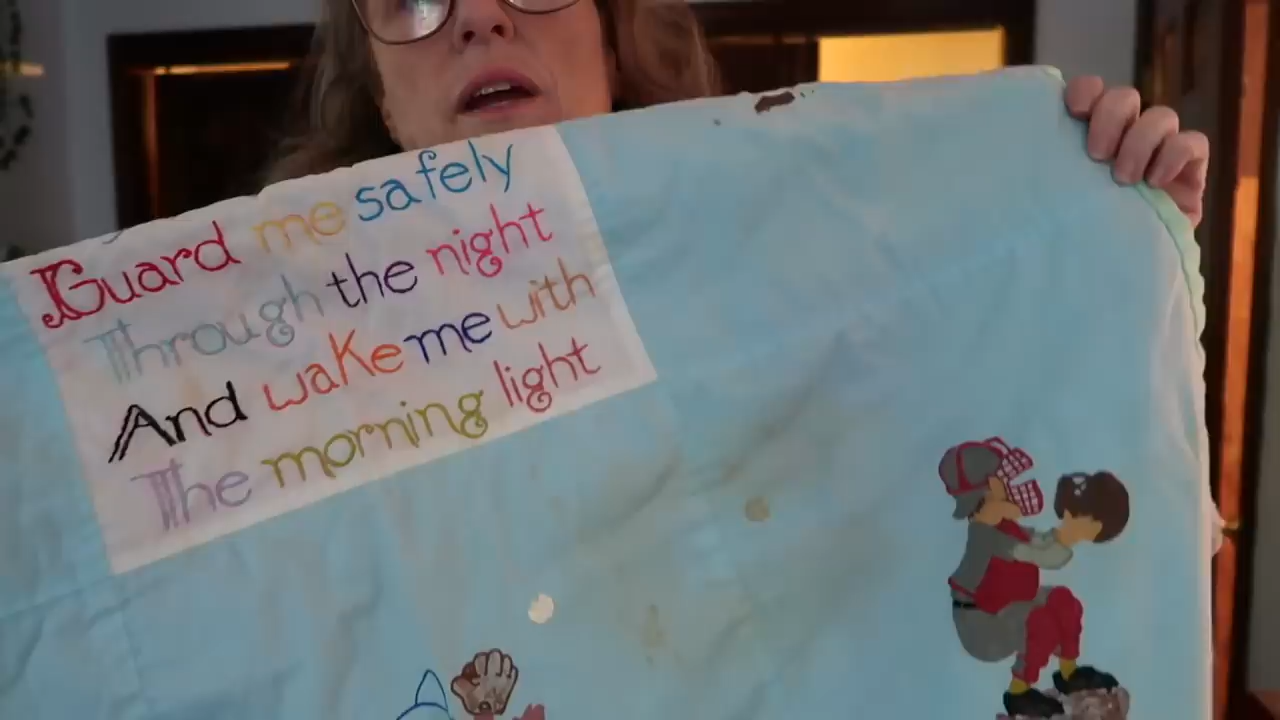 Guard me safely
Through the night
And wake me with
The morning light